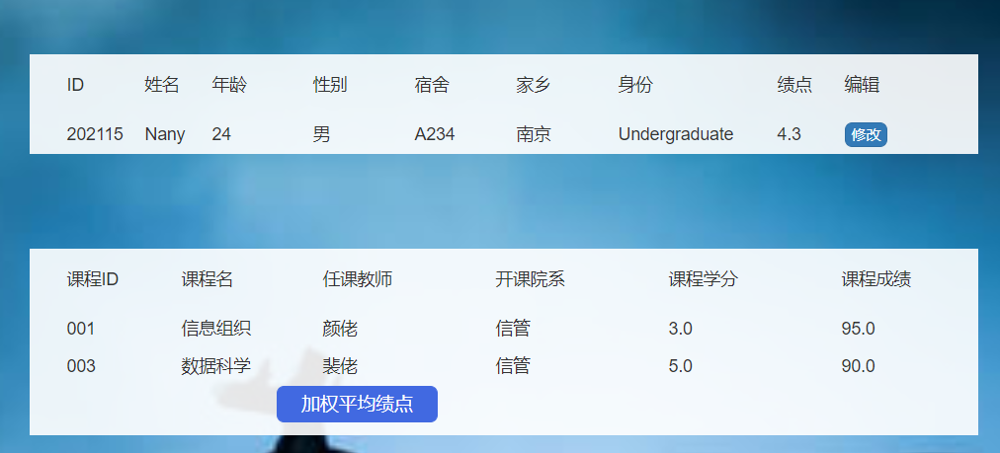 ID 姓名 年龄 性别 宿舍 家乡 身份 绩点 编辑
202115 Nany 24 男 A234 南京 Undergraduate 4.3 修改
课程ID 课程名 任课教师 开课院系 课程学分 课程成绩
001 信息组织 颜佬 信管 3.0 95.0
003 数据科学 裴佬 信管 5.0 90.0
加权平均绩点